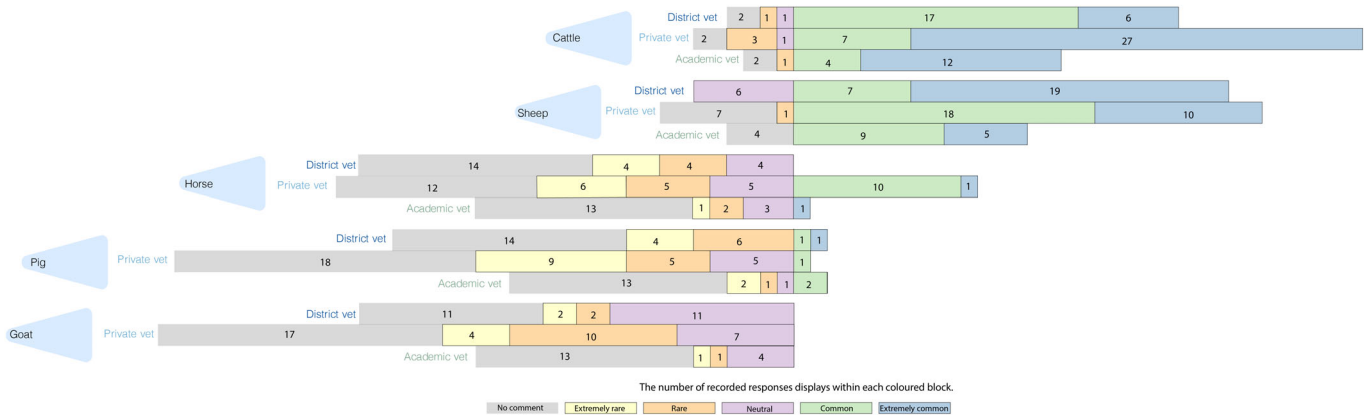 District vet 2 1 1 17 6
Cattle
Private vet 2 3 1 7 27
Academic vet 2 1 4 12
District vet 6 7 19
Sheep
Private vet 7 1 18 10
Academic vet 4 9 5
District vet 14 4 4 4
Horse
Private vet 12 6 5 5 10 1
Academic vet 13 1 2 3 1
District vet 14 4 6 1 1
Pig
Private vet 18 9 5 5 1
Academic vet 13 2 1 1 2
District vet 11 2 2 11
Goat
Private vet 17 4 10 7
Academic vet 13 1 1 4
The number of recorded responses displays within each coloured block.
No comment Extremely rare Rare Neutral Common Extremely common